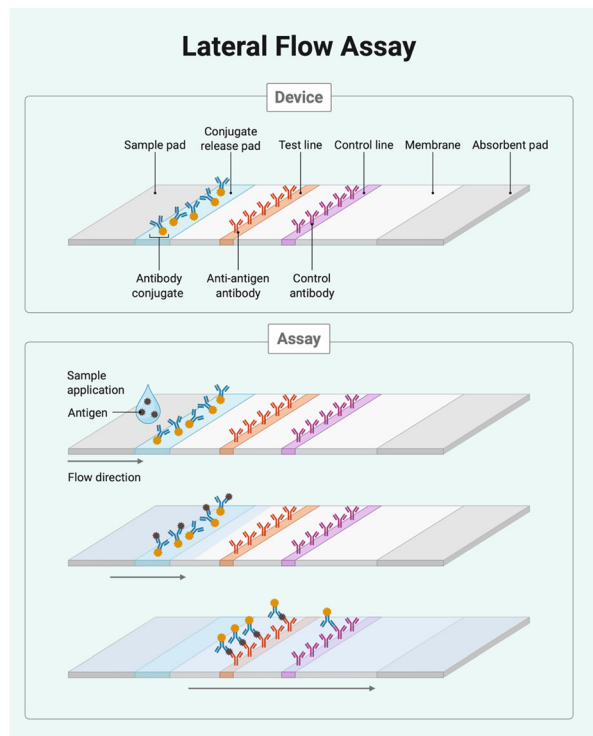 Lateral Flow Assay
Device
Sample pad
Conjugate
release pad
Test line
Control line
Membrane
Absorbent pad
Antibody
conjugate
Anti-antigen
antibody
Control
antibody
Assay
Sample
application
Antigen
Flow direction